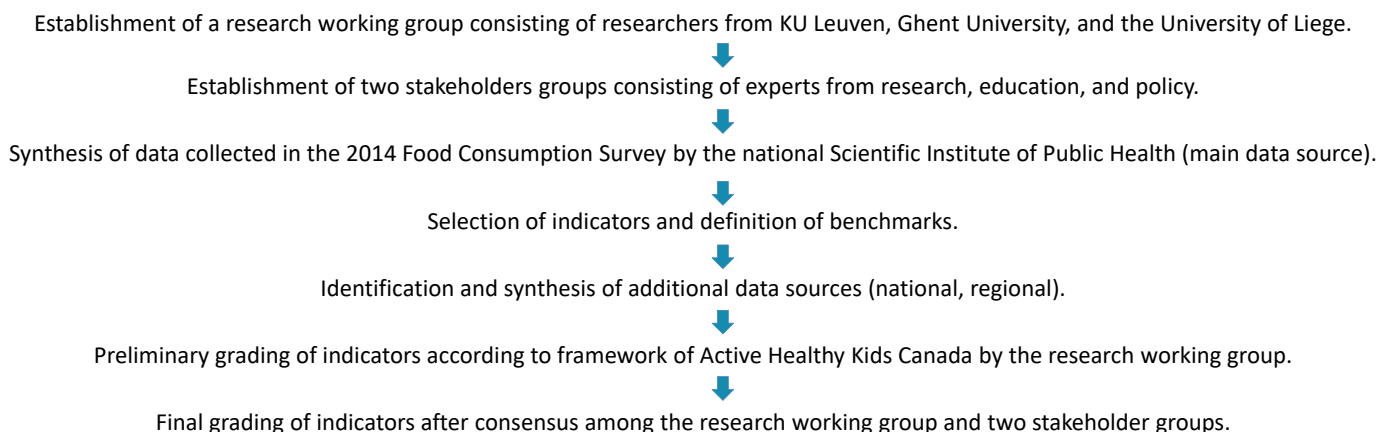 Establishment of a research working group consisting of researchers from KU Leuven, Ghent University, and the University of Liege.
Establishment of two stakeholders groups consisting of experts from research, education, and policy.
Synthesis of data collected in the 2014 Food Consumption Survey by the national Scientific Institute of Public Health (main data source).
Selection of indicators and definition of benchmarks.
Identification and synthesis of additional data sources (national, regional).
Preliminary grading of indicators according to framework of Active Healthy Kids Canada by the research working group.
Final grading of indicators after consensus among the research working group and two stakeholder groups.